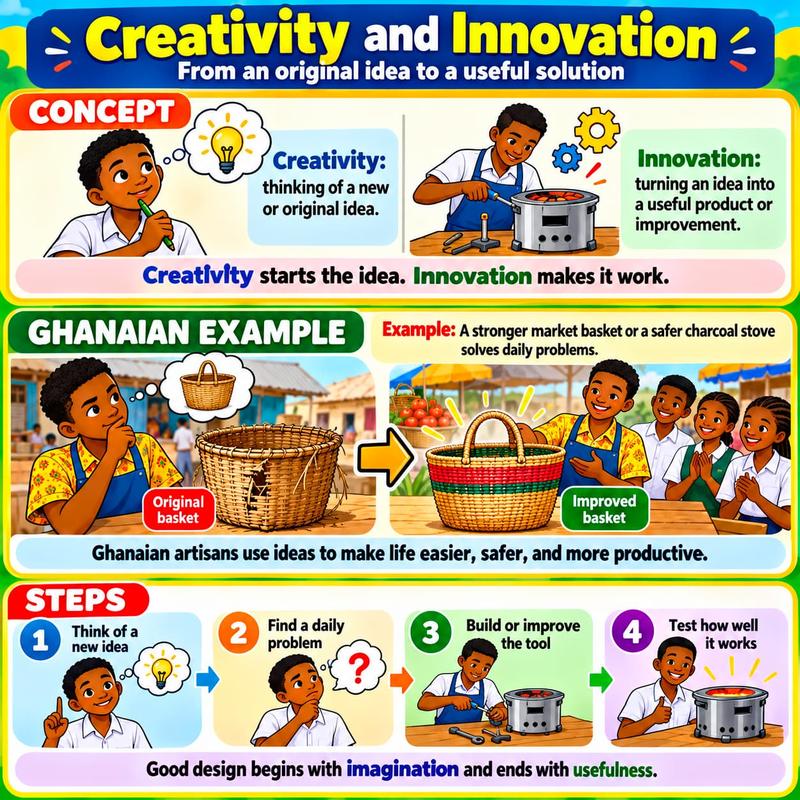 Creativity and Innovation
From an original idea to a useful solution
CONCEPT
Creativity:
thinking of a new
or original idea.
Innovation:
turning an idea into
a useful product or
improvement.
Creativity starts the idea. Innovation makes it work.
GHANAIAN EXAMPLE
Example: A stronger market basket or a safer charcoal stove
solves daily problems.
Original
basket
Improved
basket
Ghanaian artisans use ideas to make life easier, safer, and more productive.
STEPS
1
Think of a
new idea
2
Find a daily
problem
?
3
Build or improve
the tool
4
Test how well
it works
Good design begins with imagination and ends with usefulness.